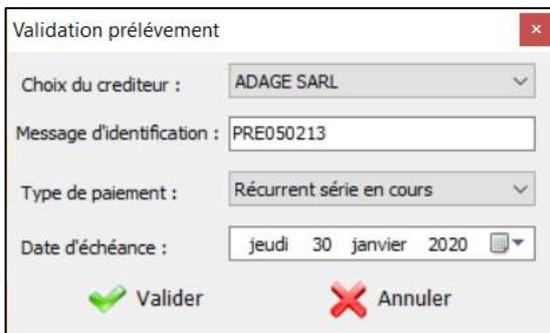 Validation prélévement
Choix du crediteur : ADAGE SARL
Message d'identification : PRE050213
Type de paiement : Récurrent série en cours
Date d'échéance : jeudi 30 janvier 2020
Valider Annuler